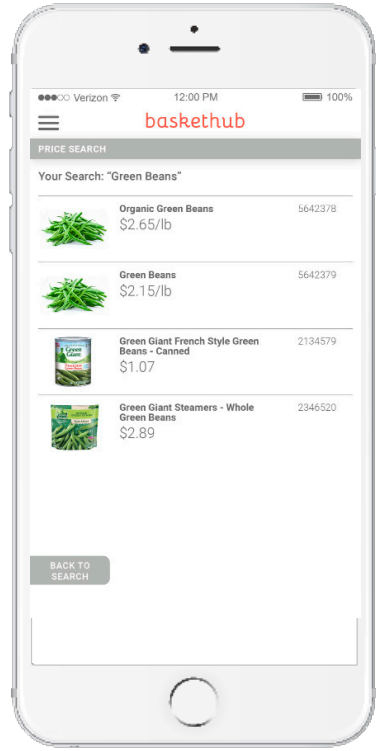 Verizon 12:00 PM 100%
baskethub
PRICE SEARCH
Your Search: “Green Beans”
Organic Green Beans 5642378
$2.65/lb
Green Beans 5642379
$2.15/lb
Green Giant French Style Green 2134579
Beans - Canned
$1.07
Green Giant Steamers - Whole 2346520
Green Beans
$2.89
Green
Giant
BACK TO
SEARCH